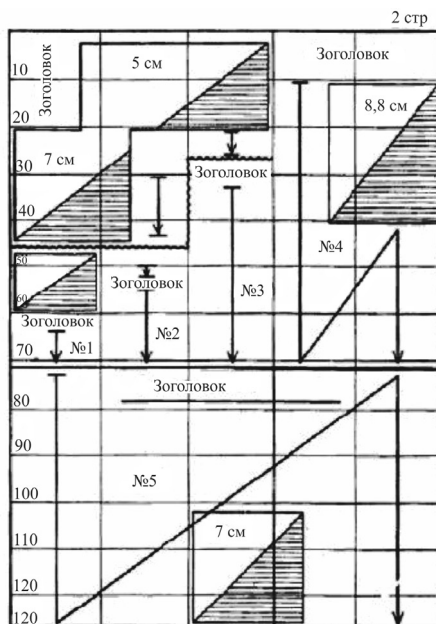 2 стр
Зоголовок
5 см
Зоголовок
10
8,8 см
20
Зоголовок
7 см
30
40
№4
50
Зоголовок
№3
60
Зоголовок
№2
№1
70
Зоголовок
80
90
№5
100
7 см
110
120
120